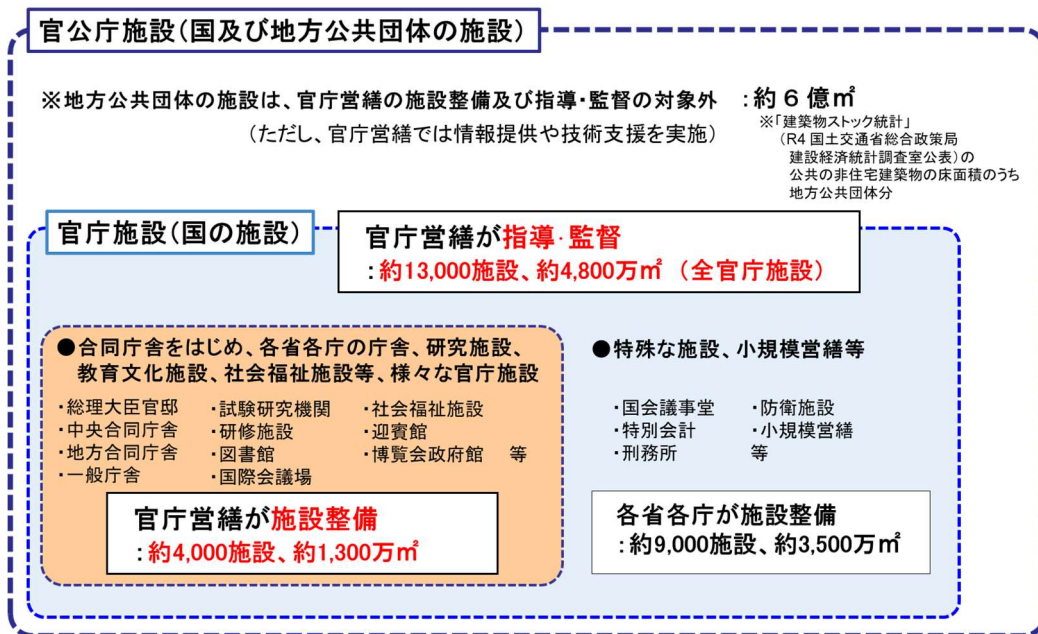 官公庁施設(国及び地方公共団体の施設)
※地方公共団体の施設は、官庁営繕の施設整備及び指導・監督の対象外 :約6億㎡
(ただし、官庁営繕では情報提供や技術支援を実施)
※「建築物ストック統計」
(R4 国土交通省総合政策局
建設経済統計調査室公表)の
公共の非住宅建築物の床面積のうち
地方公共団体分
官庁施設(国の施設)
官庁営繕が指導・監督
:約13,000施設、約4,800万㎡ (全官庁施設)
●合同庁舎をはじめ、各省各庁の庁舎、研究施設、
教育文化施設、社会福祉施設等、様々な官庁施設
・総理大臣官邸
・中央合同庁舎
・地方合同庁舎
・一般庁舎
・試験研究機関
・研修施設
・図書館
・国際会議場
・社会福祉施設
・迎賓館
・博覧会政府館 等
官庁営繕が施設整備
:約4,000施設、約1,300万㎡
●特殊な施設、小規模営繕等
・国会議事堂
・特別会計
・刑務所
・防衛施設
・小規模営繕
等
各省各庁が施設整備
:約9,000施設、約3,500万㎡